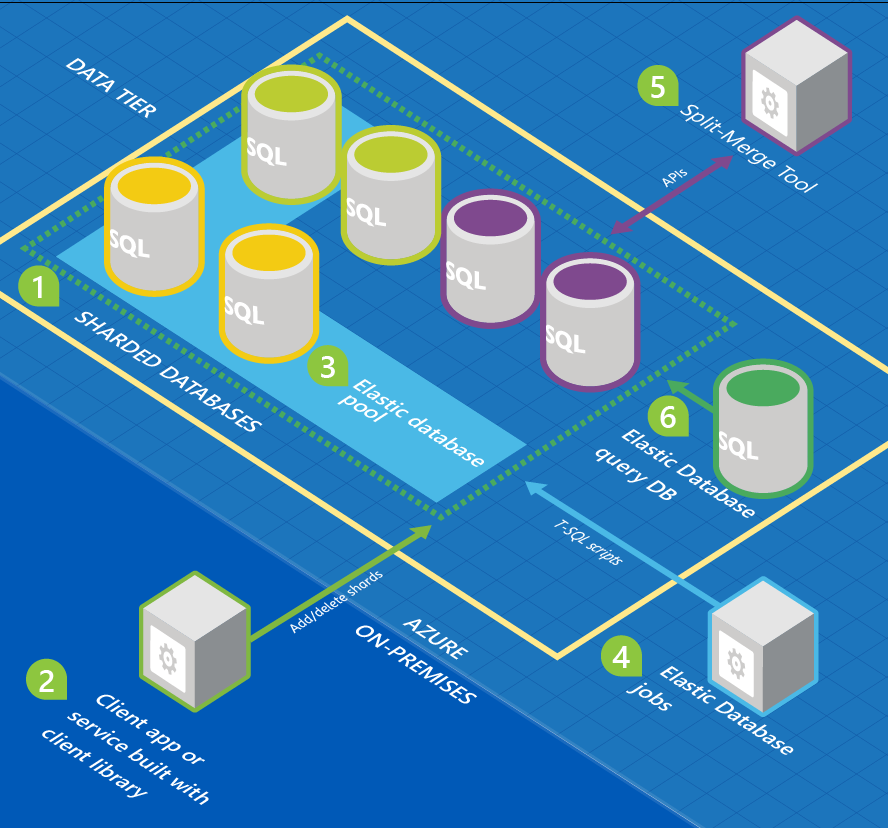 DATA TIER
SQL
SQL
SQL
SQL
SQL
SQL
5
Split-Merge Tool
APIs
1
SHARDED DATABASES
3
Elastic database
pool
6
SQL
Elastic Database
query DB
T-SQL scripts
Add/delete shards
AZURE
ON-PREMISES
2
Client app or
service built with
client library
4
Elastic Database
jobs